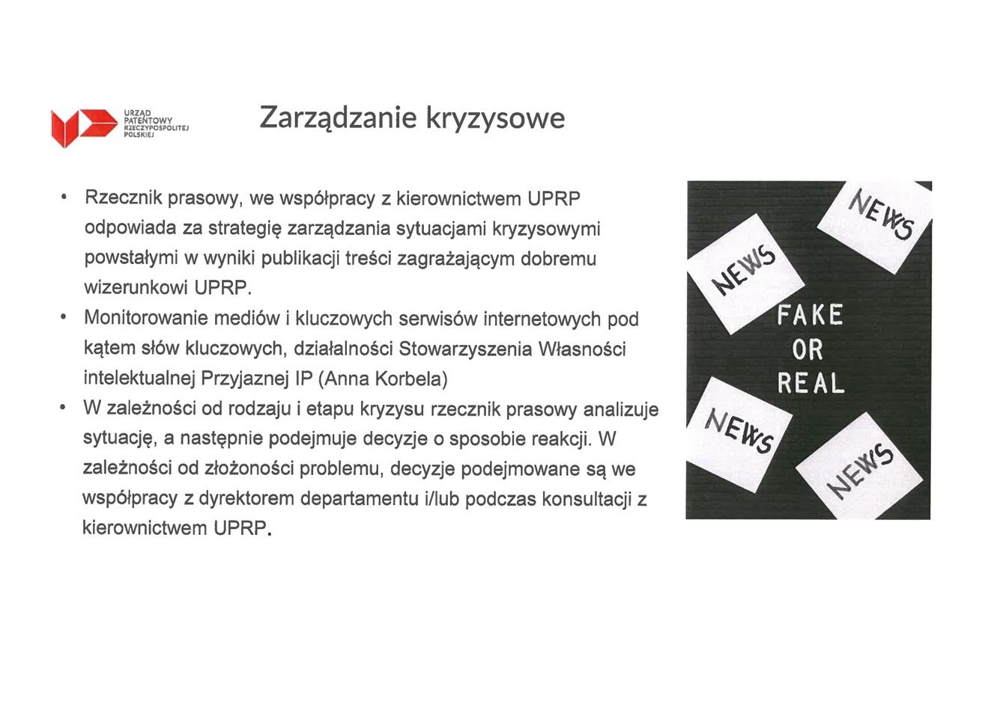 URZĄD
PATENTOWY
RZECZYPOSPOLITEJ
POLSKIEJ
Zarządzanie kryzysowe
• Rzecznik prasowy, we współpracy z kierownictwem UPRP
odpowiada za strategię zarządzania sytuacjami kryzysowymi
powstałymi w wyniki publikacji treści zagrażającym dobremu
wizerunkowi UPRP.
• Monitorowanie mediów i kluczowych serwisów internetowych pod
kątem słów kluczowych, działalności Stowarzyszenia Własności
intelektualnej Przyjaznej IP (Anna Korbela)
• W zależności od rodzaju i etapu kryzysu rzecznik prasowy analizuje
sytuację, a następnie podejmuje decyzje o sposobie reakcji. W
zależności od złożoności problemu, decyzje podejmowane są we
współpracy z dyrektorem departamentu i/lub podczas konsultacji z
kierownictwem UPRP.
NEWS
NEWS
FAKE
OR
REAL
NEWS
NEWS